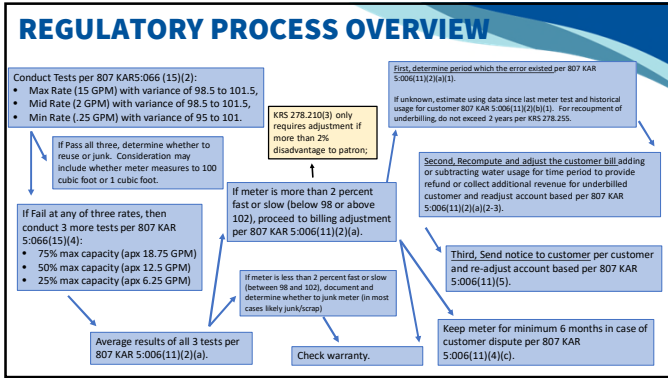 REGULATORY PROCESS OVERVIEW
Conduct Tests per 807 KAR5:066 (15)(2):
• Max Rate (15 GPM) with variance of 98.5 to 101.5,
• Mid Rate (2 GPM) with variance of 98.5 to 101.5,
• Min Rate (.25 GPM) with variance of 95 to 101.
If Pass all three, determine whether to
reuse or junk. Consideration may
include whether meter measures to 100
cubic foot or 1 cubic foot.
If Fail at any of three rates, then
conduct 3 more tests per 807 KAR
5:066(15)(4):
• 75% max capacity (apx 18.75 GPM)
• 50% max capacity (apx 12.5 GPM)
• 25% max capacity (apx 6.25 GPM)
Average results of all 3 tests per
807 KAR 5:006(11)(2)(a).
KRS 278.210(3) only
requires adjustment if
more than 2%
disadvantage to patron;
If meter is more than 2 percent
fast or slow (below 98 or above
102), proceed to billing adjustment
per 807 KAR 5:006(11)(2)(a).
If meter is less than 2 percent fast or slow
(between 98 and 102), document and
determine whether to junk meter (in most
cases likely junk/scrap)
Check warranty.
First, determine period which the error existed per 807 KAR
5:006(11)(2)(a)(1).
If unknown, estimate using data since last meter test and historical
usage for customer 807 KAR 5:006(11)(2)(b)(1). For recoupment of
underbilling, do not exceed 2 years per KRS 278.255.
Second, Recompute and adjust the customer bill adding
or subtracting water usage for time period to provide
refund or collect additional revenue for underbilled
customer and readjust account based per 807 KAR
5:006(11)(2)(a)(2-3).
Third, Send notice to customer per customer
and re-adjust account based per 807 KAR
5:006(11)(5).
Keep meter for minimum 6 months in case of
customer dispute per 807 KAR
5:006(11)(4)(c).